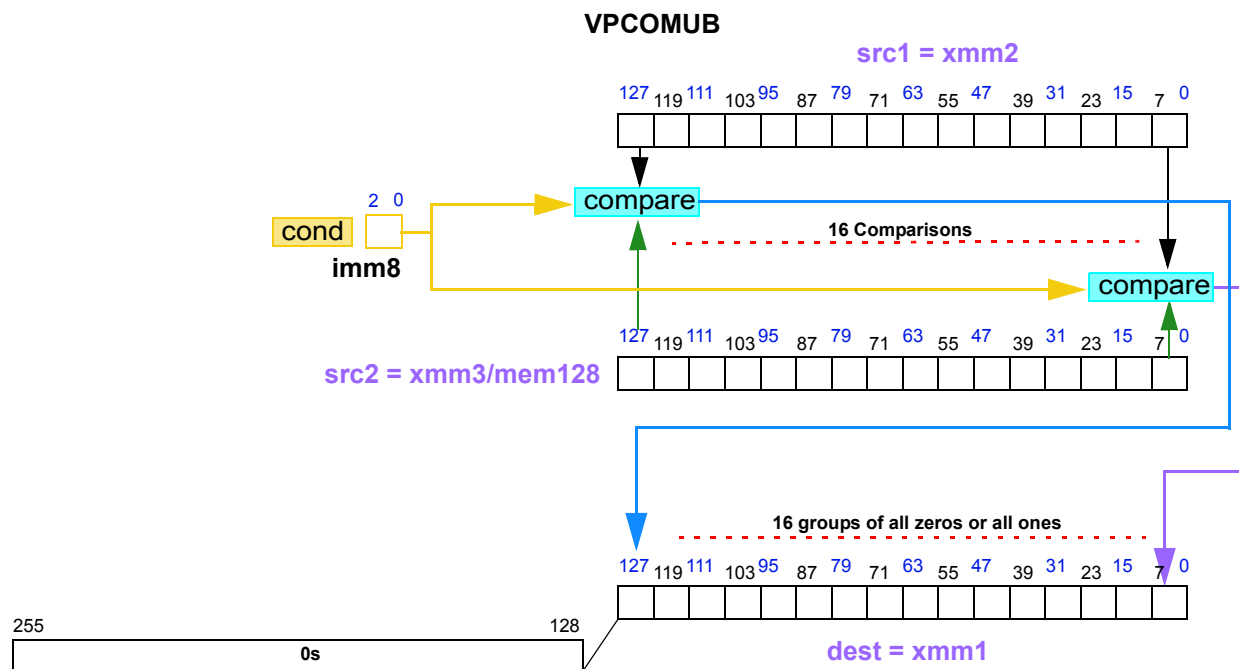 VPCOMUB
src1 = xmm2
127 119 111 103 95 87 79 71 63 55 47 39 31 23 15 7 0
compare
2 0
cond
16 Comparisons
imm8
compare
127 119 111 103 95 87 79 71 63 55 47 39 31 23 15 7 0
src2 = xmm3/mem128
16 groups of all zeros or all ones
127 119 111 103 95 87 79 71 63 55 47 39 31 23 15 7 0
255 128
0s
dest = xmm1